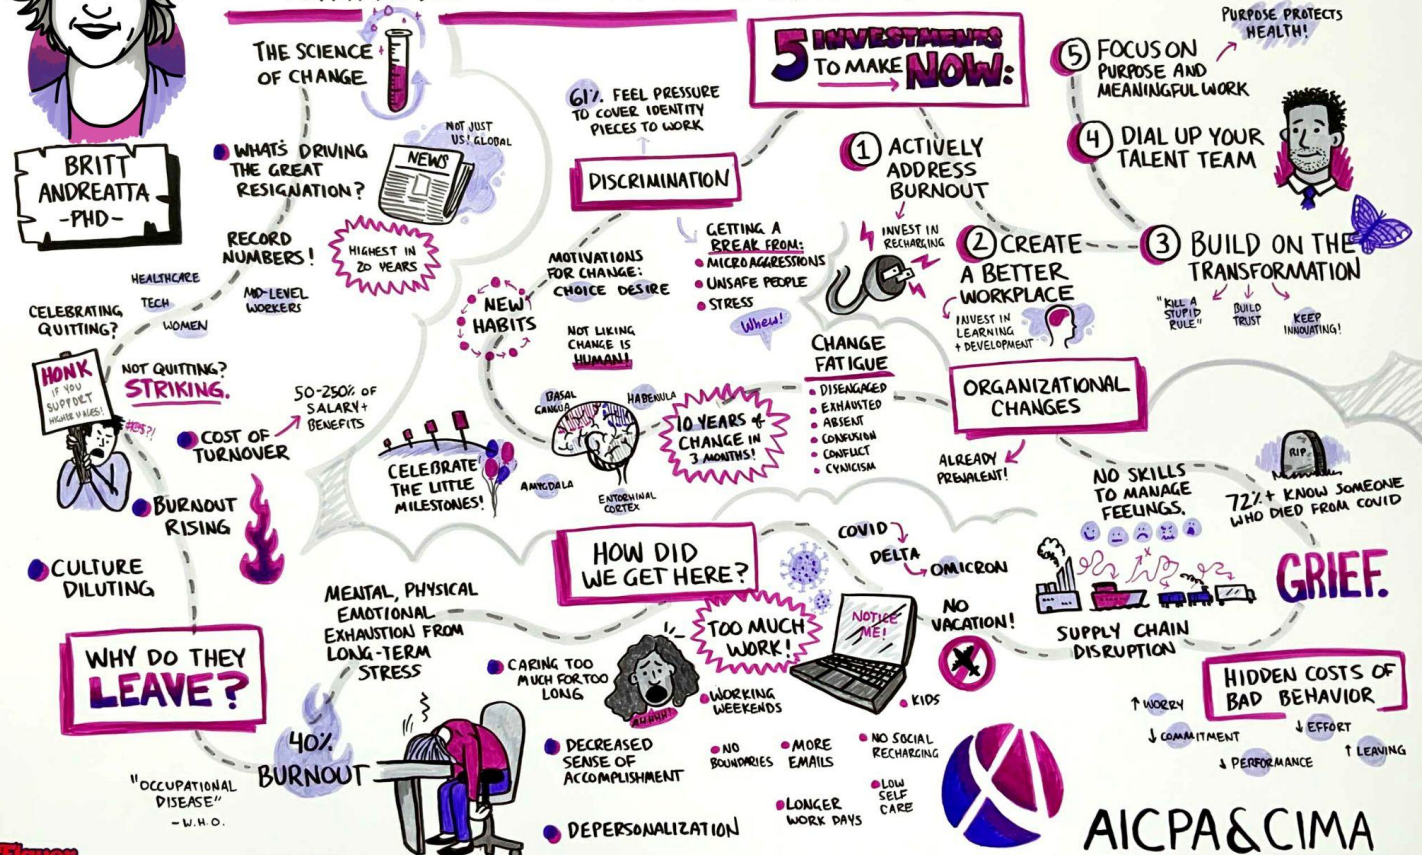 THE SCIENCE
OF CHANGE
BRITT
ANDREATTA
-PHD-
WHAT'S DRIVING
THE GREAT
RESIGNATION?
NEWS
NOT JUST
US! GLOBAL
RECORD
NUMBERS!
HIGHEST IN
20 YEARS
HEALTHCARE
TECH
WOMEN
MID-LEVEL
WORKERS
CELEBRATING
QUITTING?
HONK
IF YOU
SUPPORT
HIGHER WAGES!
#@$?!
NOT QUITTING?
STRIKING.
COST OF
TURNOVER
50-250% OF
SALARY +
BENEFITS
BURNOUT
RISING
CULTURE
DILUTING
WHY DO THEY
LEAVE?
"OCCUPATIONAL
DISEASE"
-W.H.O.
40%
BURNOUT
MENTAL, PHYSICAL
EMOTIONAL
EXHAUSTION FROM
LONG-TERM
STRESS
CARING TOO
MUCH FOR TOO
LONG
DECREASED
SENSE OF
ACCOMPLISHMENT
DEPERSONALIZATION
HOW DID
WE GET HERE?
TOO MUCH
WORK!
AHHHH!
WORKING
WEEKENDS
NO
BOUNDARIES
MORE
EMAILS
LONGER
WORK DAYS
NO SOCIAL
RECHARGING
LOW
SELF
CARE
KIDS
NOTICE
ME!
COVID
DELTA
OMICRON
NO
VACATION!
SUPPLY CHAIN
DISRUPTION
NO SKILLS
TO MANAGE
FEELINGS.
RIP
72%+ KNOW SOMEONE
WHO DIED FROM COVID
GRIEF.
HIDDEN COSTS OF
BAD BEHAVIOR
↑ WORRY
↓ COMMITMENT
↓ EFFORT
↓ PERFORMANCE
↑ LEAVING
ORGANIZATIONAL
CHANGES
ALREADY
PREVALENT!
CHANGE
FATIGUE
DISENGAGED
EXHAUSTED
ABSENT
CONFUSION
CONFLICT
CYNICISM
10 YEARS of
CHANGE IN
3 MONTHS!
BASAL
GANGLIA
HABENULA
AMYGDALA
ENTORHINAL
CORTEX
NEW
HABITS
CELEBRATE
THE LITTLE
MILESTONES!
MOTIVATIONS
FOR CHANGE:
CHOICE DESIRE
NOT LIKING
CHANGE IS
HUMAN!
DISCRIMINATION
61% FEEL PRESSURE
TO COVER IDENTITY
PIECES TO WORK
GETTING A
BREAK FROM:
MICROAGGRESSIONS
UNSAFE PEOPLE
STRESS
Whew!
5 INVESTMENTS
TO MAKE NOW:
1 ACTIVELY
ADDRESS
BURNOUT
INVEST IN
RECHARGING
2 CREATE
A BETTER
WORKPLACE
INVEST IN
LEARNING
+ DEVELOPMENT
3 BUILD ON THE
TRANSFORMATION
"KILL A
STUPID
RULE"
BUILD
TRUST
KEEP
INNOVATING!
4 DIAL UP YOUR
TALENT TEAM
5 FOCUS ON
PURPOSE AND
MEANINGFUL WORK
PURPOSE PROTECTS
HEALTH!
AICPA & CIMA